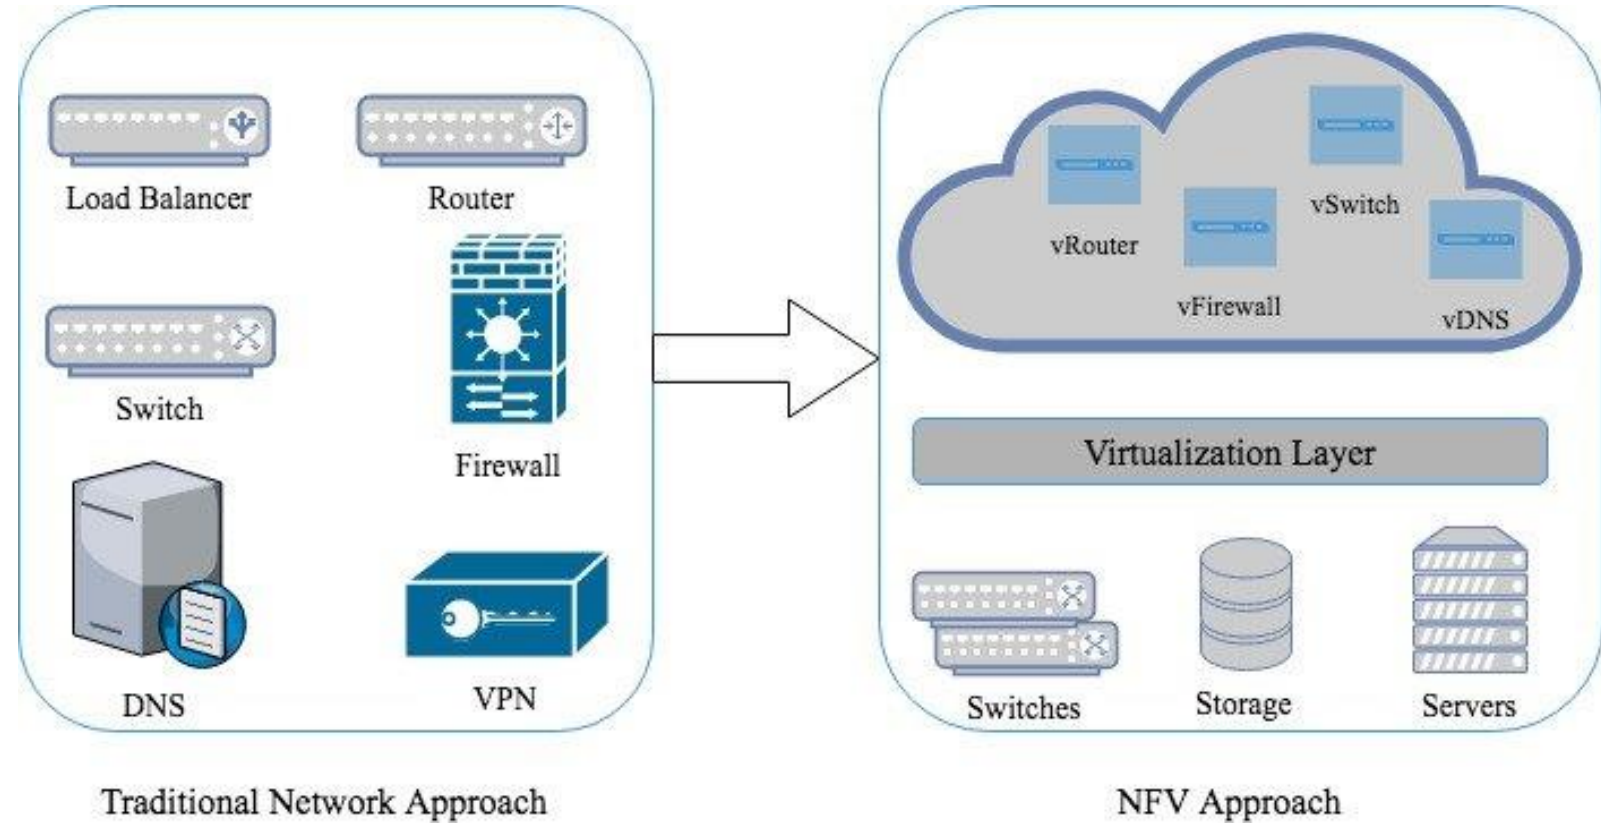 Load Balancer
Router
Switch
Firewall
DNS
VPN
Traditional Network Approach
vRouter
vSwitch
vFirewall
vDNS
Virtualization Layer
Switches
Storage
Servers
NFV Approach